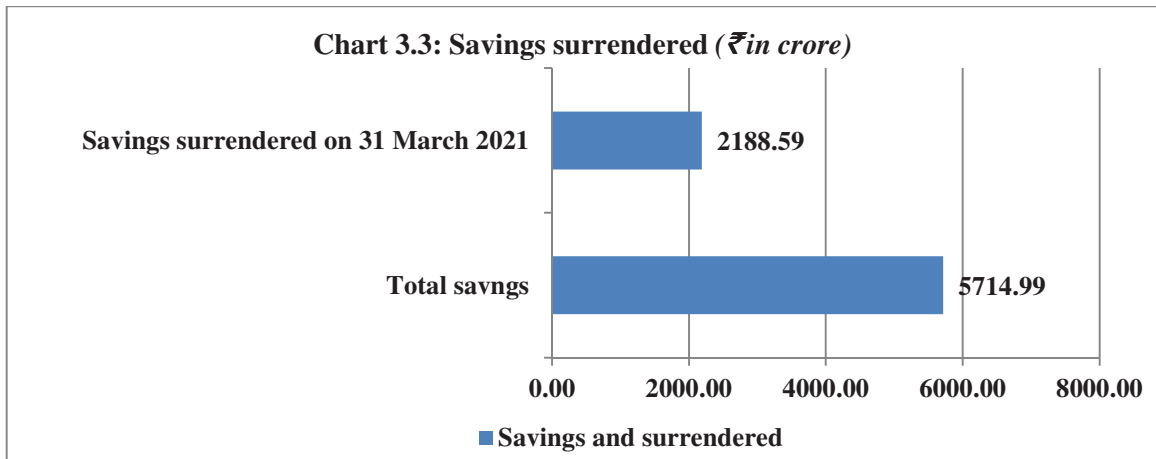 Chart 3.3: Savings surrendered (₹ in crore)
Savings surrendered on 31 March 2021
2188.59
Total savngs
5714.99
0.00 2000.00 4000.00 6000.00 8000.00
Savings and surrendered